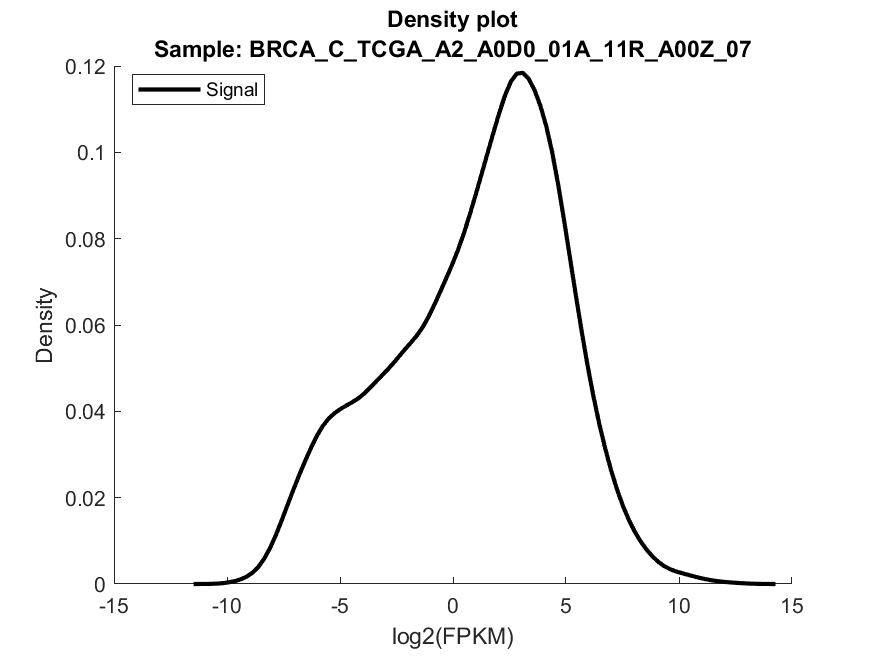 Density plot
Sample: BRCA_C_TCGA_A2_A0D0_01A_11R_A00Z_07
Signal
0.12
0.1
0.08
0.06
0.04
0.02
0
Density
-15
-10
-5
0
5
10
15
log2(FPKM)